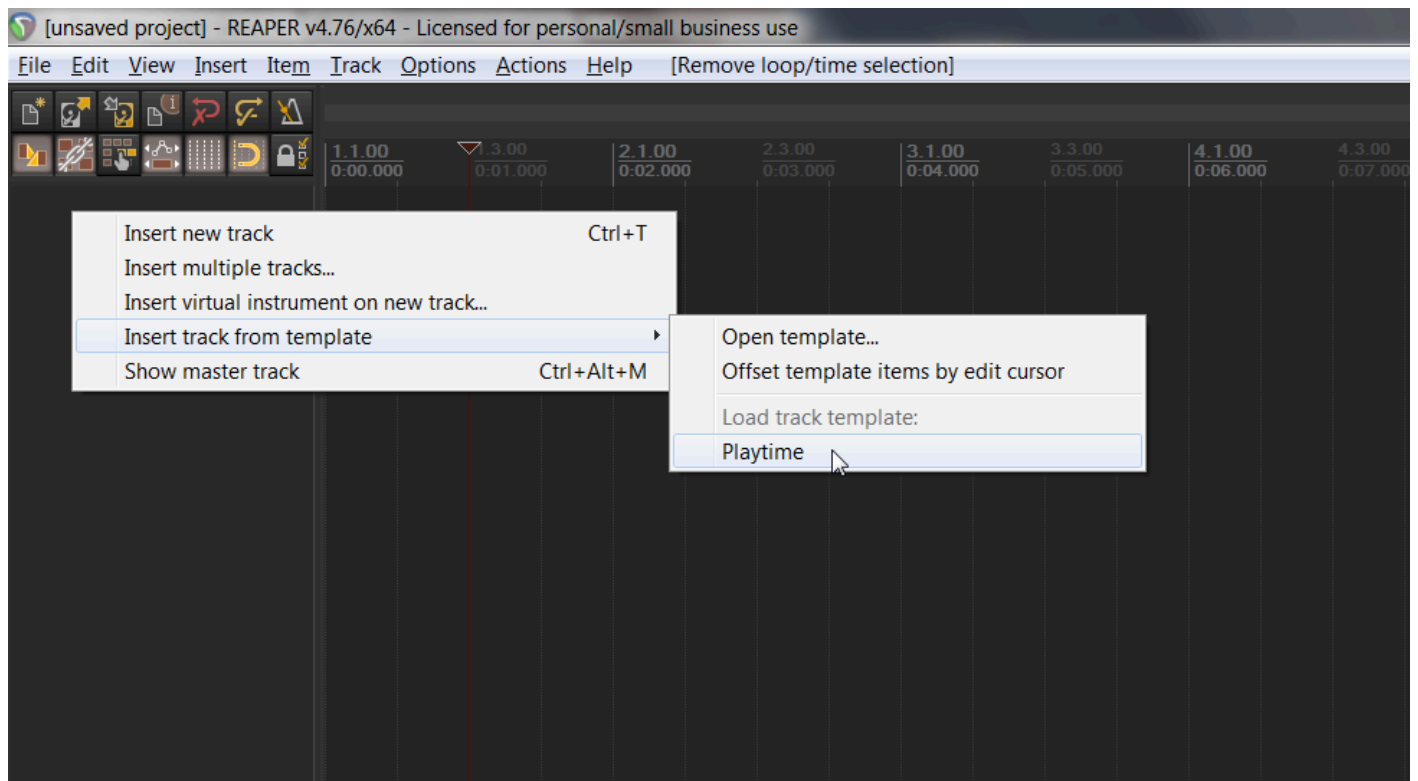 [unsaved project] - REAPER v4.76/x64 - Licensed for personal/small business use
File Edit View Insert Item Track Options Actions Help [Remove loop/time selection]
1.1.00 1.3.00 2.1.00 2.3.00 3.1.00 3.3.00 4.1.00 4.3.00
0:00.000 0:01.000 0:02.000 0:03.000 0:04.000 0:05.000 0:06.000 0:07.000
Insert new track Ctrl+T
Insert multiple tracks...
Insert virtual instrument on new track...
Insert track from template
Show master track Ctrl+Alt+M
Open template...
Offset template items by edit cursor
Load track template:
Playtime